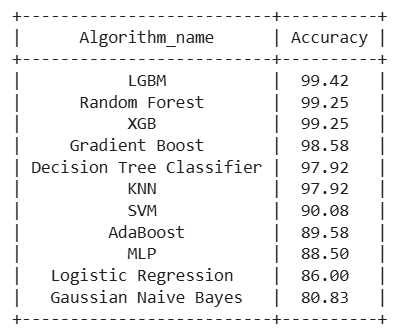 Algorithm_name | Accuracy
LGBM | 99.42
Random Forest | 99.25
XGB | 99.25
Gradient Boost | 98.58
Decision Tree Classifier | 97.92
KNN | 97.92
SVM | 90.08
AdaBoost | 89.58
MLP | 88.50
Logistic Regression | 86.00
Gaussian Naive Bayes | 80.83